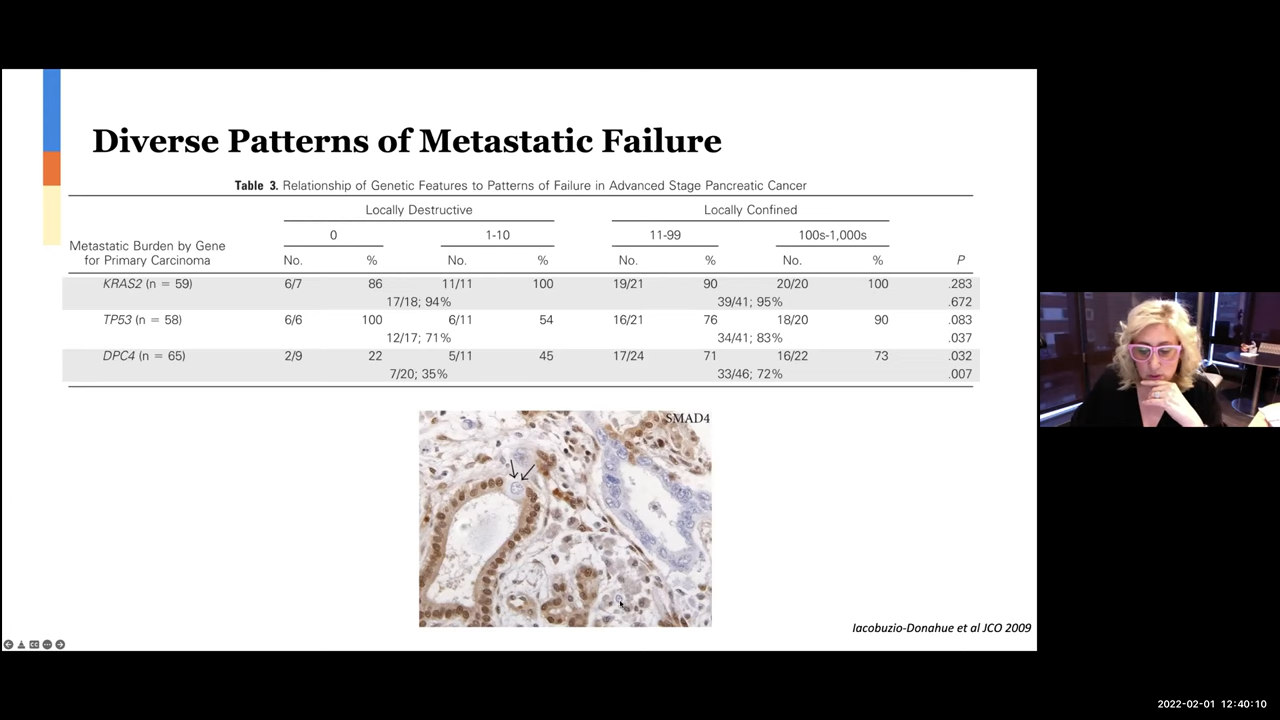 Diverse Patterns of Metastatic Failure
Table 3. Relationship of Genetic Features to Patterns of Failure in Advanced Stage Pancreatic Cancer
Locally Destructive Locally Confined
0 1-10 11-99 100s-1,000s
Metastatic Burden by Gene
for Primary Carcinoma No. % No. % No. % No. % P
KRAS2 (n = 59) 6/7 86 11/11 100 19/21 90 20/20 100 .283
17/18; 94% 39/41; 95% .672
TP53 (n = 58) 6/6 100 6/11 54 16/21 76 18/20 90 .083
12/17; 71% 34/41; 83% .037
DPC4 (n = 65) 2/9 22 5/11 45 17/24 71 16/22 73 .032
7/20; 35% 33/46; 72% .007
SMAD4
Iacobuzio-Donahue et al JCO 2009
2022-02-01 12:40:10